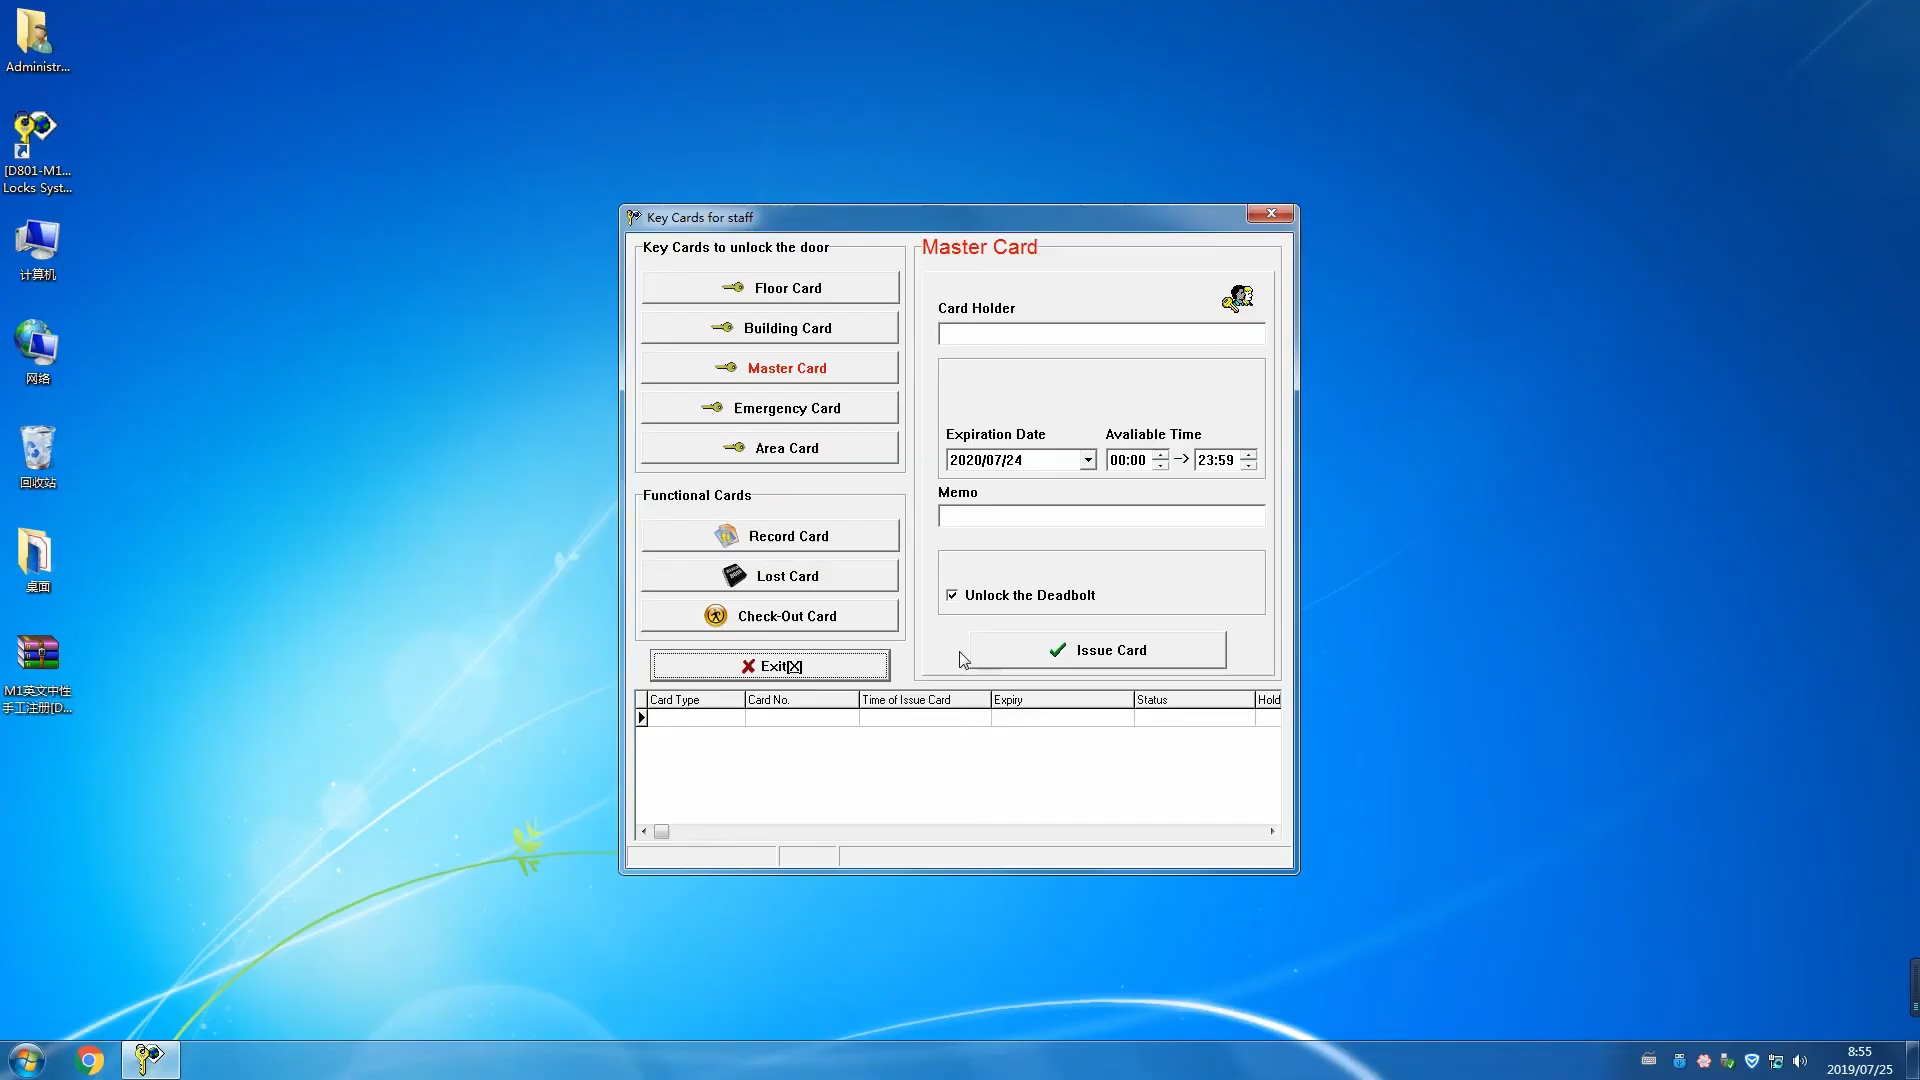 Administr...
[D801-M1...
Locks Syst...
计算机
网络
回收站
桌面
M1英文中性
手工注册[D...
Key Cards for staff
Key Cards to unlock the door
Floor Card
Building Card
Master Card
Emergency Card
Area Card
Functional Cards
Record Card
Lost Card
Check-Out Card
Exit[X]
Master Card
Card Holder
Expiration Date Avaliable Time
2020/07/24 00:00 -> 23:59
Memo
Unlock the Deadbolt
Issue Card
Card Type Card No. Time of Issue Card Expiry Status Hold
8:55
2019/07/25